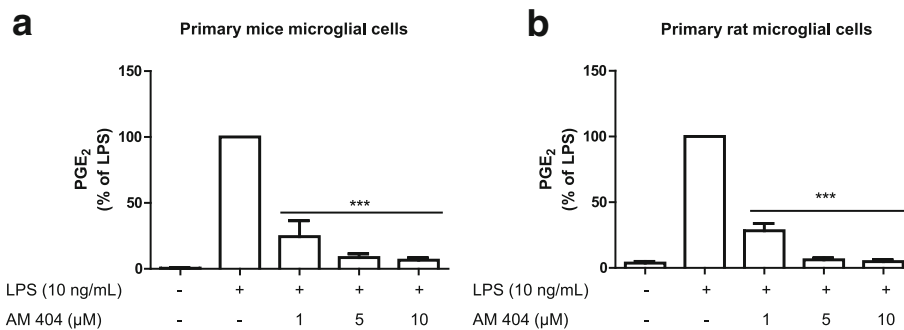 a
Primary mice microglial cells
150
100
50
0
PGE₂
(% of LPS)
***
LPS (10 ng/mL) - + + + +
AM 404 (μM) - - 1 5 10
b
Primary rat microglial cells
150
100
50
0
PGE₂
(% of LPS)
***
LPS (10 ng/mL) - + + + +
AM 404 (μM) - - 1 5 10